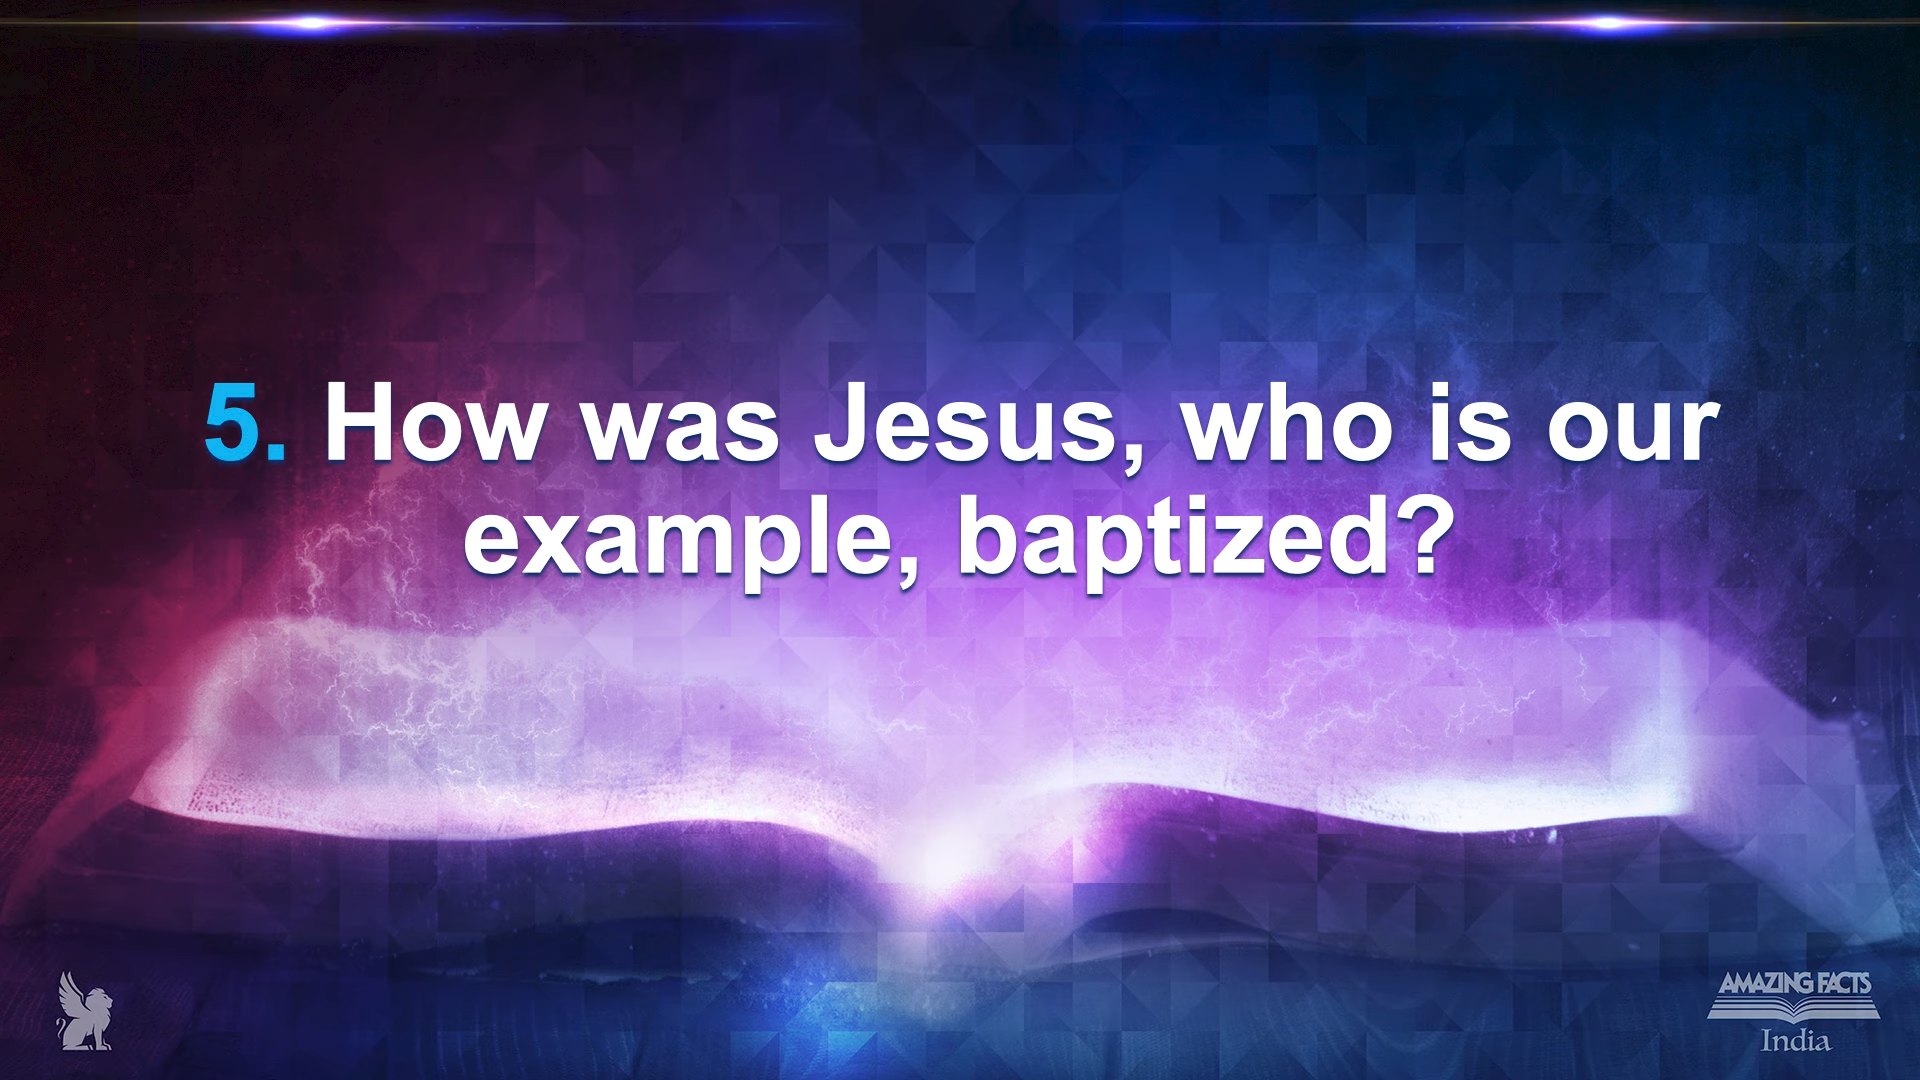 5. How was Jesus, who is our
example, baptized?
AMAZING FACTS
India